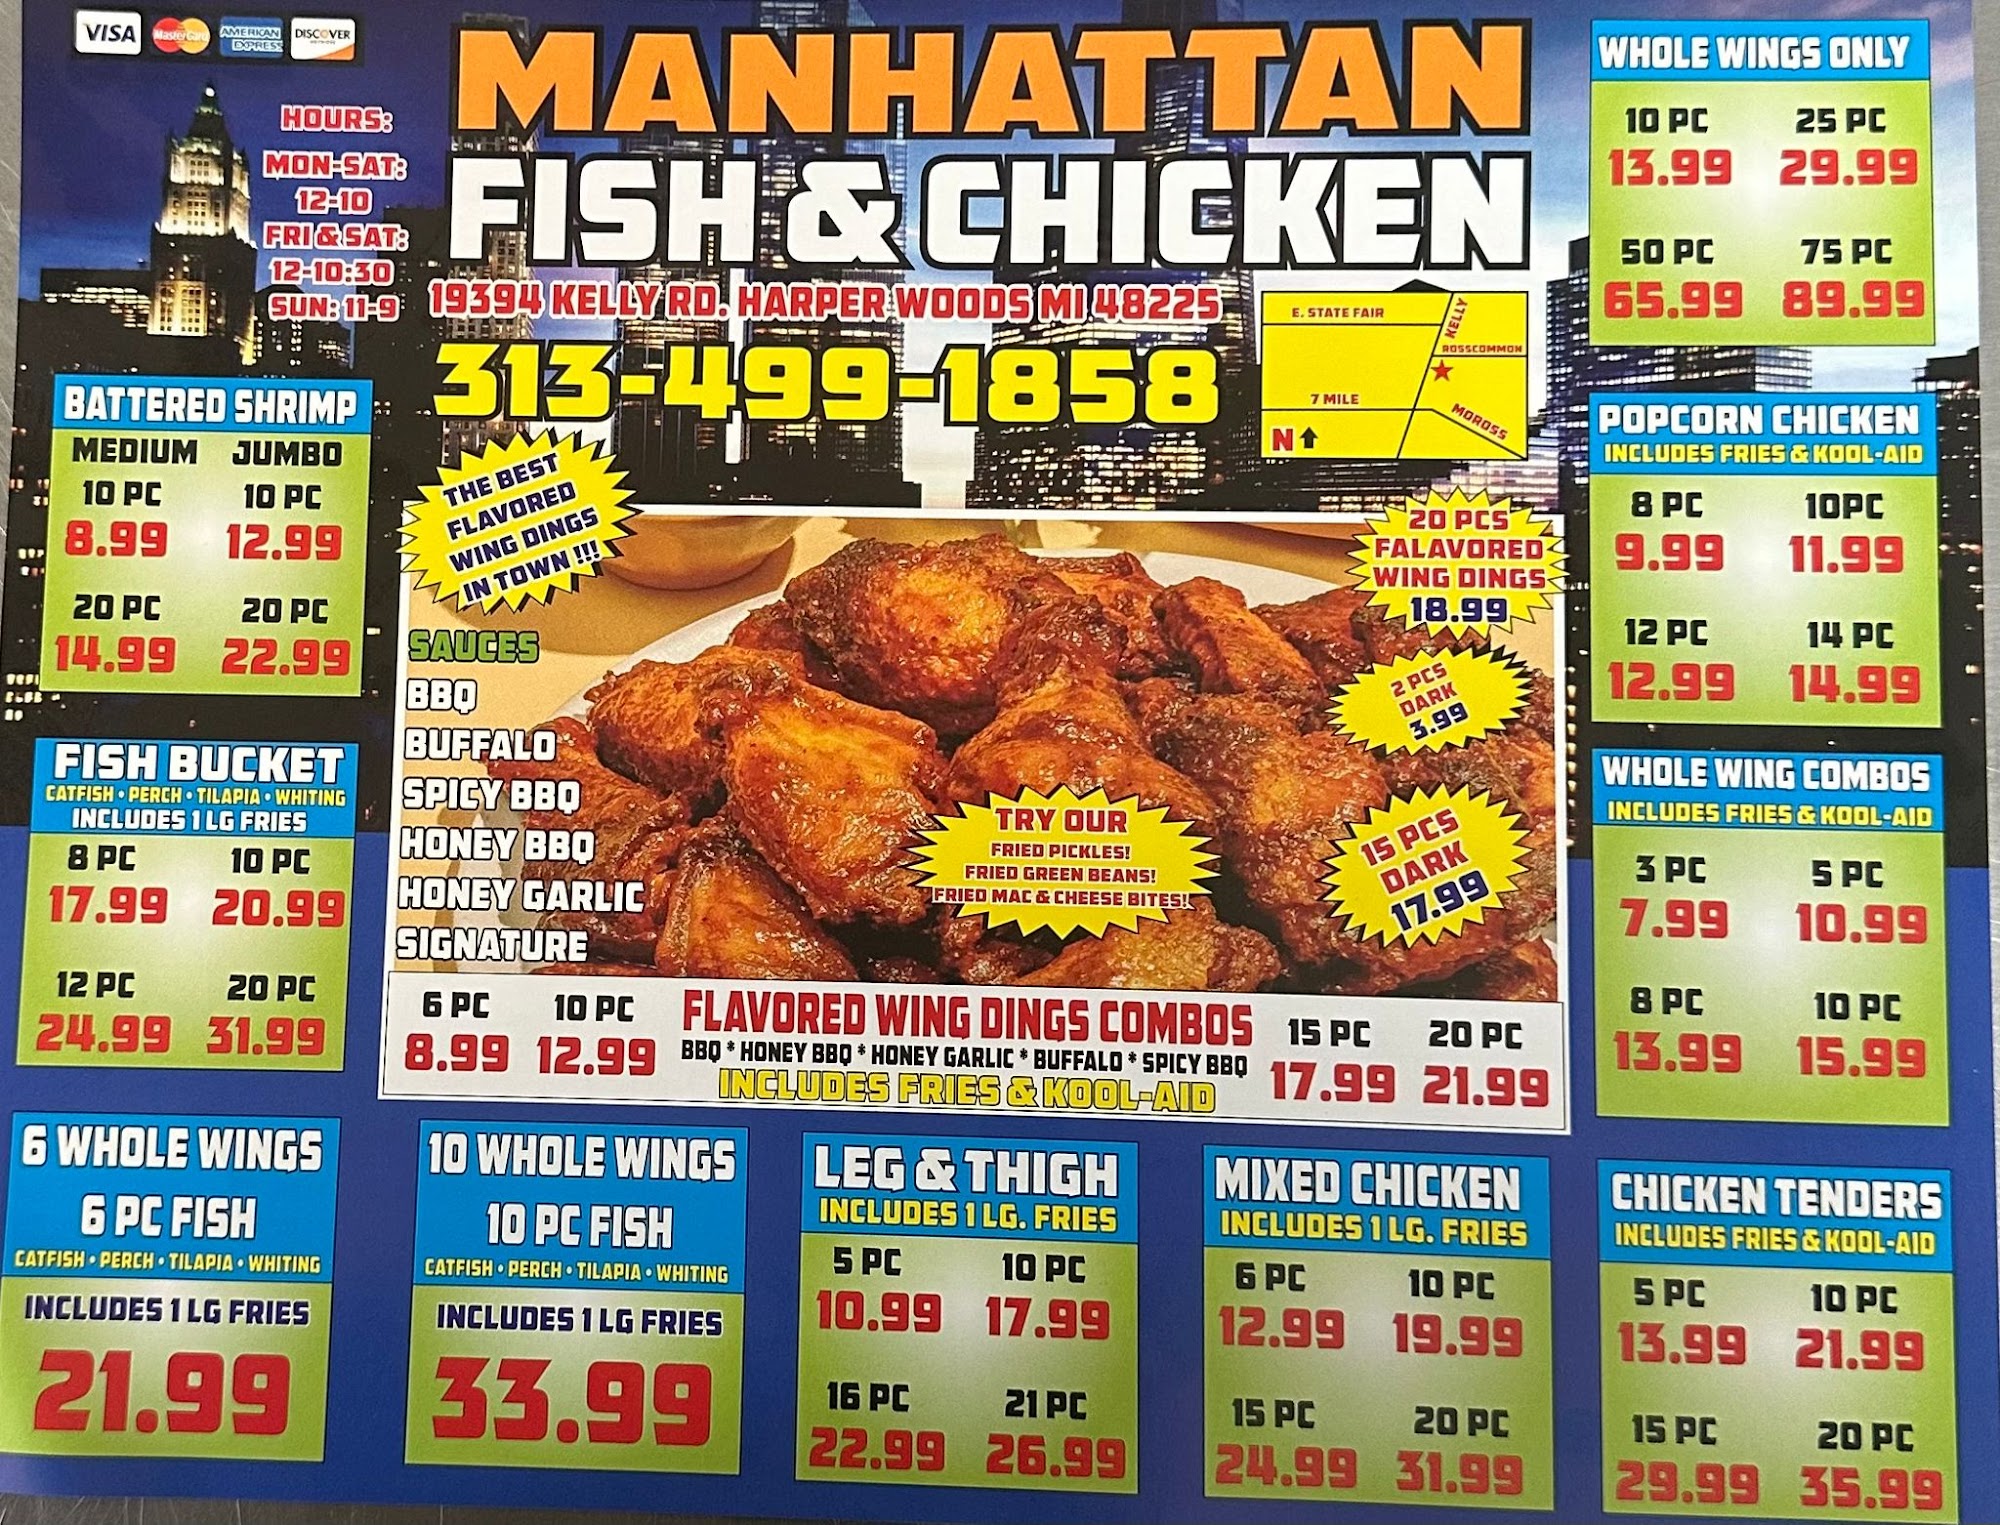 VISA
MasterCard
AMERICAN
EXPRESS
DISCOVER
HOURS:
MON-SAT:
12-10
FRI & SAT:
12-10:30
SUN: 11-9
MANHATTAN
FISH & CHICKEN
19394 KELLY RD. HARPER WOODS MI 48225
313-499-1858
E. STATE FAIR
KELLY
ROSSCOMMON
7 MILE
MOROSS
N
WHOLE WINGS ONLY
10 PC 25 PC
13.99 29.99
50 PC 75 PC
65.99 89.99
BATTERED SHRIMP
MEDIUM JUMBO
10 PC 10 PC
8.99 12.99
20 PC 20 PC
14.99 22.99
THE BEST
FLAVORED
WING DINGS
IN TOWN !!!
SAUCES
BBQ
BUFFALO
SPICY BBQ
HONEY BBQ
HONEY GARLIC
SIGNATURE
20 PCS
FALAVORED
WING DINGS
18.99
2 PCS
DARK
3.99
15 PCS
DARK
17.99
TRY OUR
FRIED PICKLES!
FRIED GREEN BEANS!
FRIED MAC & CHEESE BITES!
POPCORN CHICKEN
INCLUDES FRIES & KOOL-AID
8 PC 10PC
9.99 11.99
12 PC 14 PC
12.99 14.99
FISH BUCKET
CATFISH • PERCH • TILAPIA • WHITING
INCLUDES 1 LG FRIES
8 PC 10 PC
17.99 20.99
12 PC 20 PC
24.99 31.99
FLAVORED WING DINGS COMBOS
BBQ * HONEY BBQ * HONEY GARLIC * BUFFALO * SPICY BBQ
INCLUDES FRIES & KOOL-AID
6 PC 10 PC 15 PC 20 PC
8.99 12.99 17.99 21.99
WHOLE WING COMBOS
INCLUDES FRIES & KOOL-AID
3 PC 5 PC
7.99 10.99
8 PC 10 PC
13.99 15.99
6 WHOLE WINGS
6 PC FISH
CATFISH • PERCH • TILAPIA • WHITING
INCLUDES 1 LG FRIES
21.99
10 WHOLE WINGS
10 PC FISH
CATFISH • PERCH • TILAPIA • WHITING
INCLUDES 1 LG FRIES
33.99
LEG & THIGH
INCLUDES 1 LG. FRIES
5 PC 10 PC
10.99 17.99
16 PC 21 PC
22.99 26.99
MIXED CHICKEN
INCLUDES 1 LG. FRIES
6 PC 10 PC
12.99 19.99
15 PC 20 PC
24.99 31.99
CHICKEN TENDERS
INCLUDES FRIES & KOOL-AID
5 PC 10 PC
13.99 21.99
15 PC 20 PC
29.99 35.99